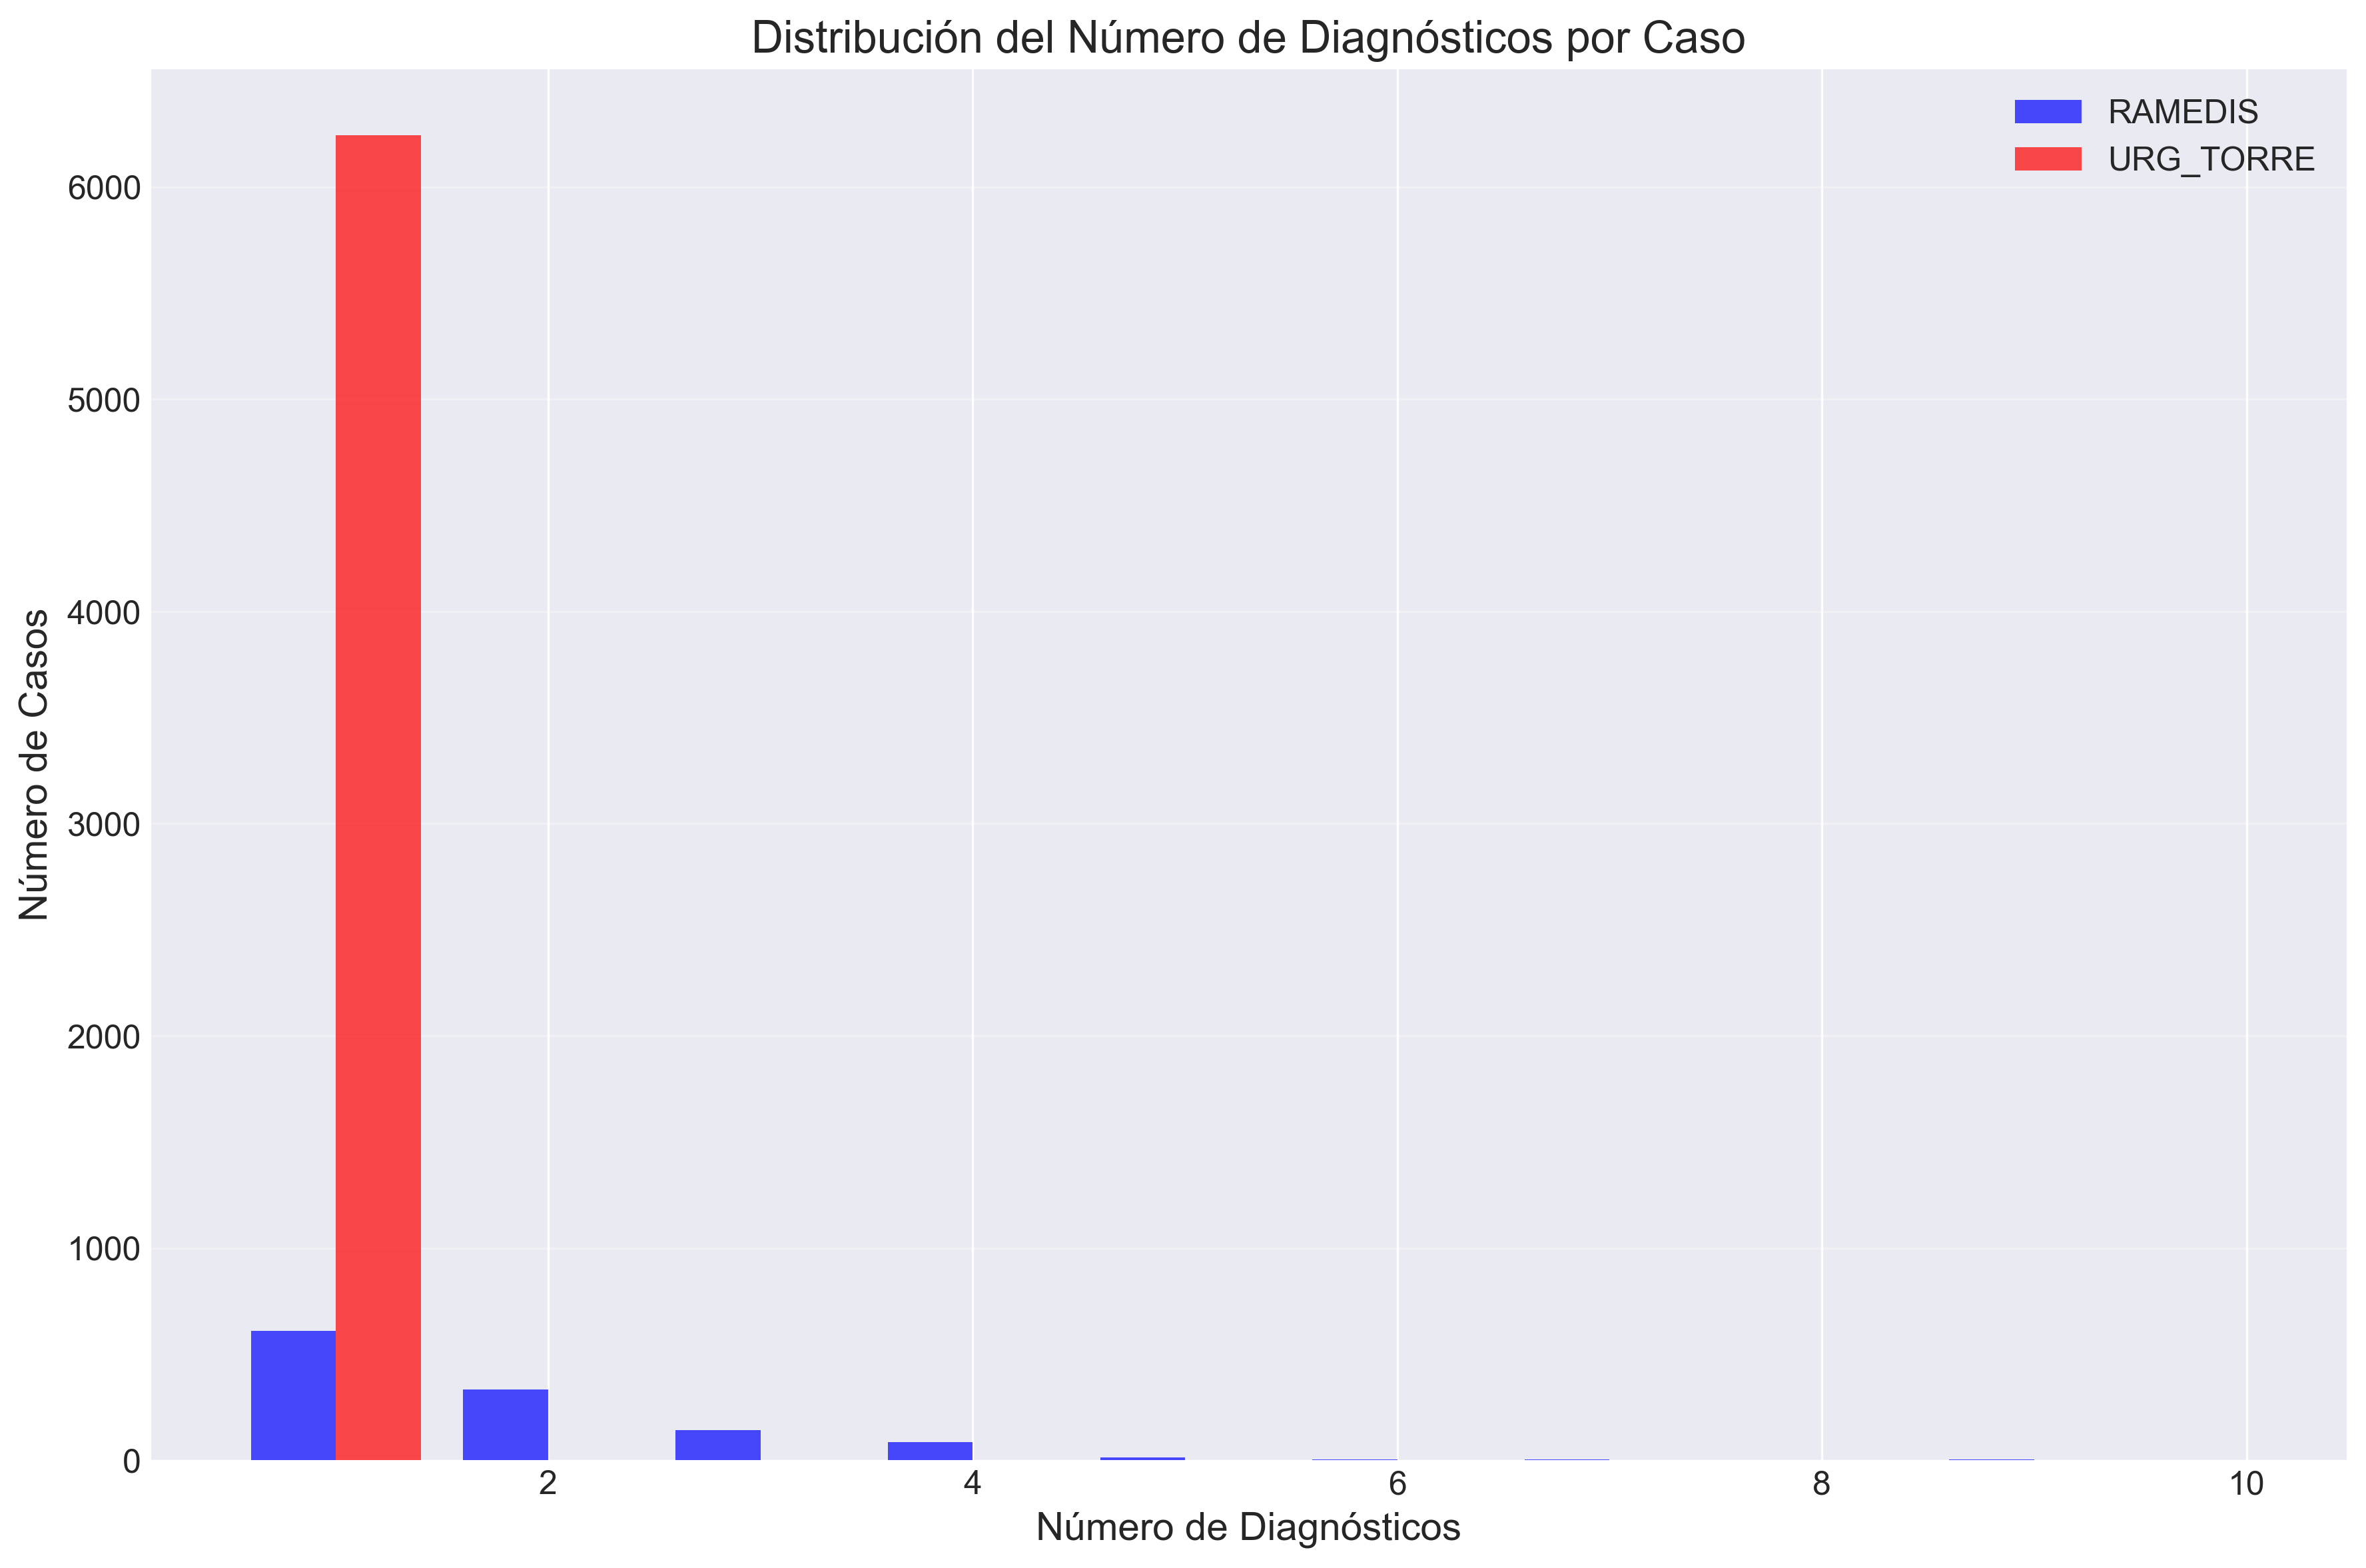 Distribución del Número de Diagnósticos por Caso
RAMEDIS
URG_TORRE
Número de Casos
6000
5000
4000
3000
2000
1000
0
2
4
6
8
10
Número de Diagnósticos